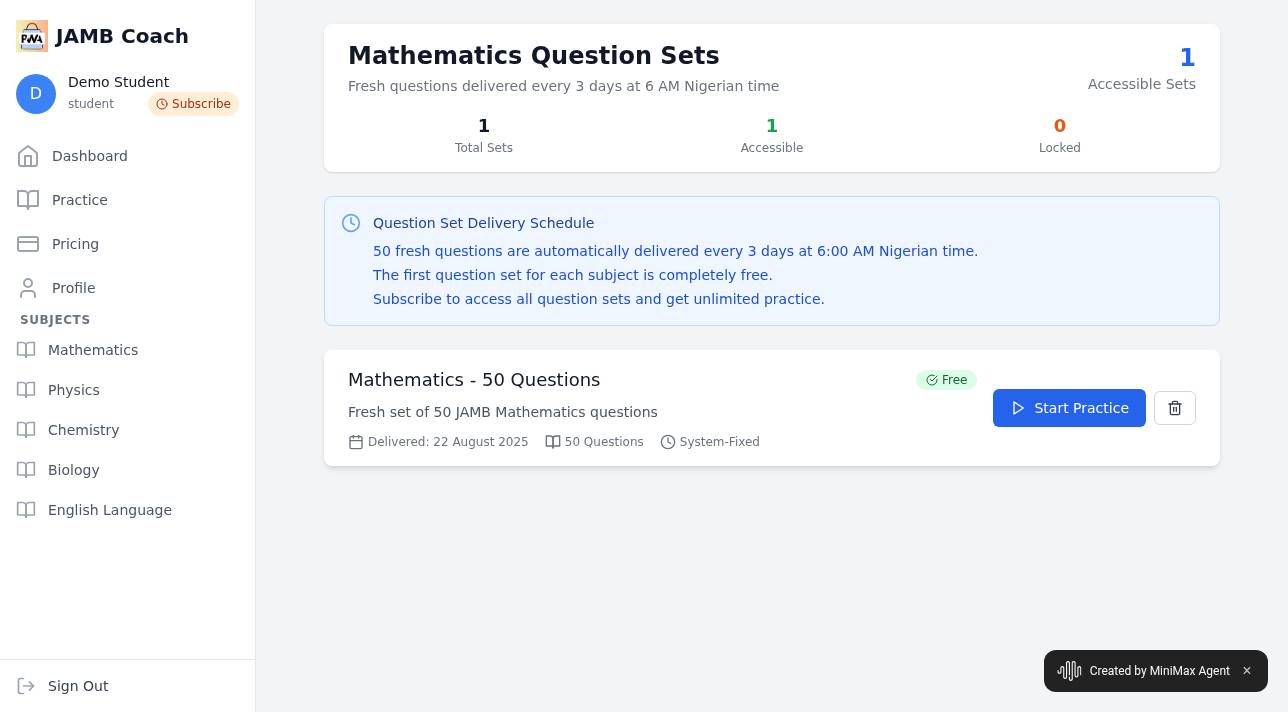 PWA
JAMB Coach
D
Demo Student
student
Subscribe
Dashboard
Practice
Pricing
Profile
SUBJECTS
Mathematics
Physics
Chemistry
Biology
English Language
Sign Out
Mathematics Question Sets
Fresh questions delivered every 3 days at 6 AM Nigerian time
1
Accessible Sets
1
Total Sets
1
Accessible
0
Locked
Question Set Delivery Schedule
50 fresh questions are automatically delivered every 3 days at 6:00 AM Nigerian time.
The first question set for each subject is completely free.
Subscribe to access all question sets and get unlimited practice.
Mathematics - 50 Questions
Free
Fresh set of 50 JAMB Mathematics questions
Delivered: 22 August 2025
50 Questions
System-Fixed
Start Practice
Created by MiniMax Agent